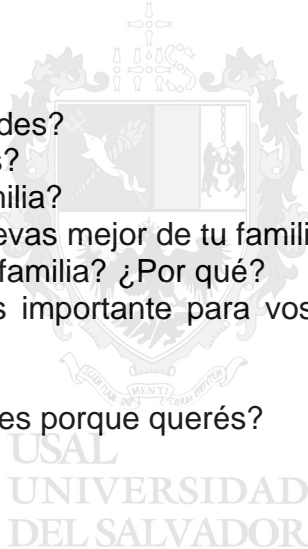 des?
s?
nilia?
evas mejor de tu famili
familia? ¿Por qué?
s importante para vos
es porque querés?
USAL
UNIVERSIDAD
DEL SALVADOR